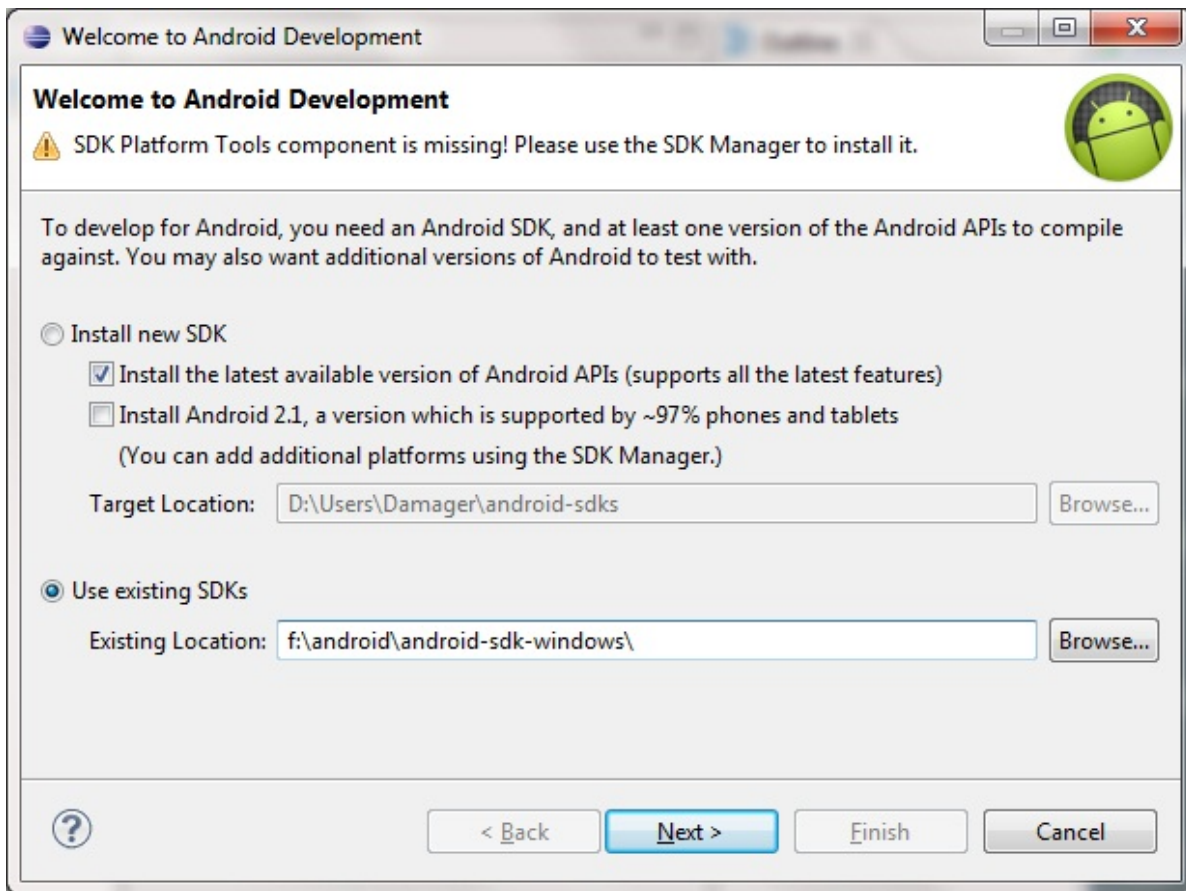 Welcome to Android Development
Welcome to Android Development
SDK Platform Tools component is missing! Please use the SDK Manager to install it.
To develop for Android, you need an Android SDK, and at least one version of the Android APIs to compile
against. You may also want additional versions of Android to test with.
Install new SDK
Install the latest available version of Android APIs (supports all the latest features)
Install Android 2.1, a version which is supported by ~97% phones and tablets
(You can add additional platforms using the SDK Manager.)
Target Location: D:\Users\Damager\android-sdks Browse...
Use existing SDKs
Existing Location: f:\android\android-sdk-windows\ Browse...
? < Back Next > Finish Cancel